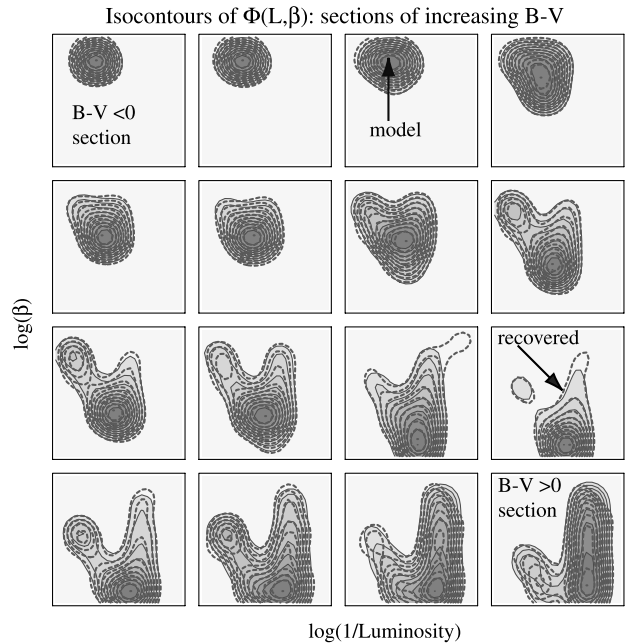 Isocontours of Φ(L,β): sections of increasing B-V
B-V <0
section
model
log(β)
recovered
B-V >0
section
log(1/Luminosity)